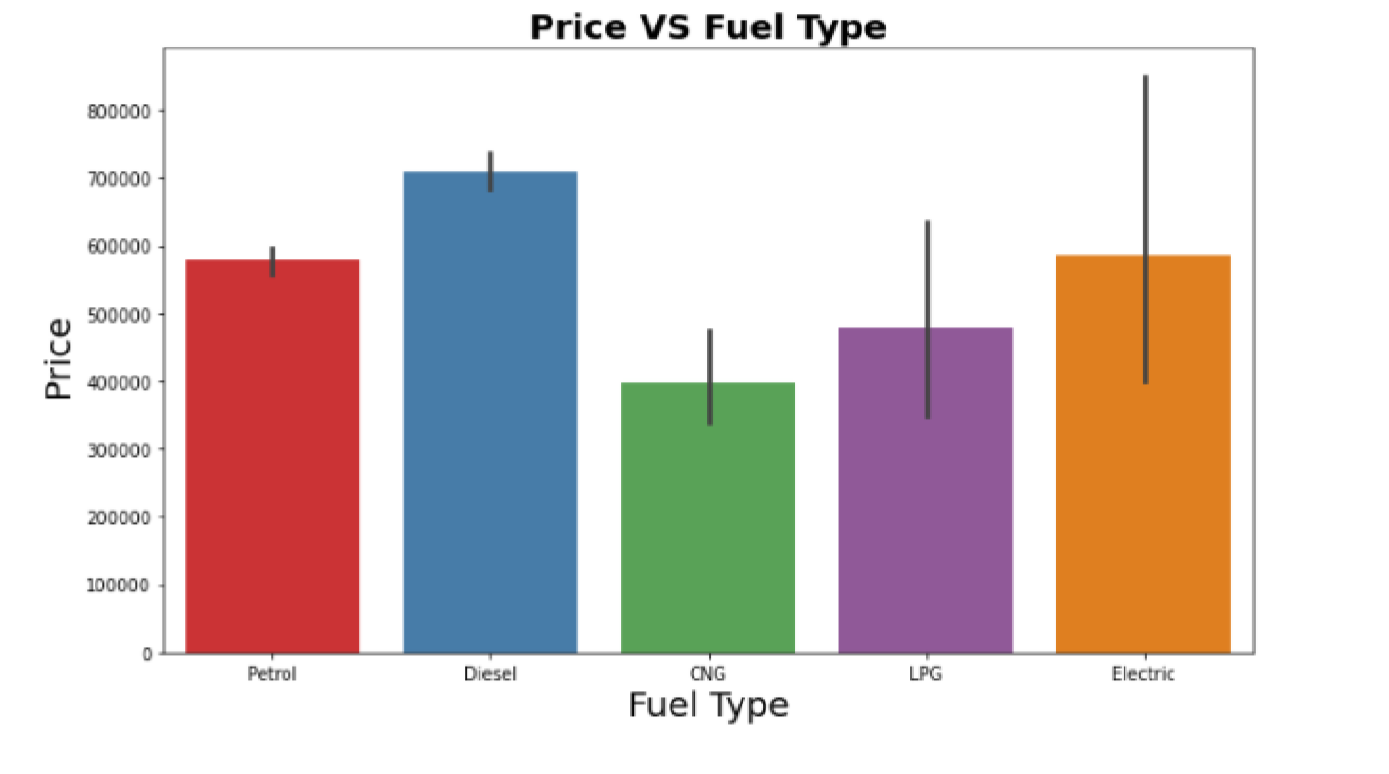 Price VS Fuel Type
Price
800000
700000
600000
500000
400000
300000
200000
100000
0
Petrol Diesel CNG LPG Electric
Fuel Type